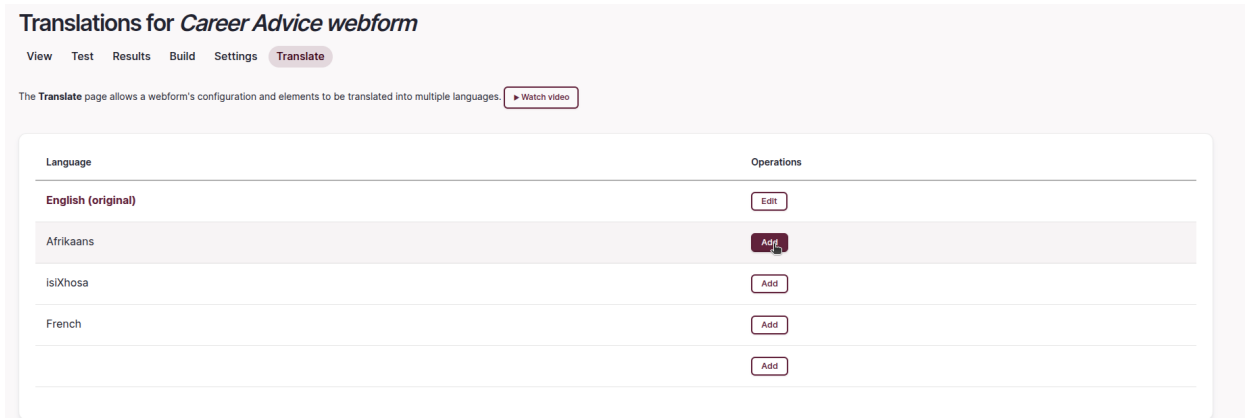 Translations for Career Advice webform
View Test Results Build Settings Translate
The Translate page allows a webform's configuration and elements to be translated into multiple languages. Watch video
Language Operations
English (original) Edit
Afrikaans Add
isiXhosa Add
French Add
Add